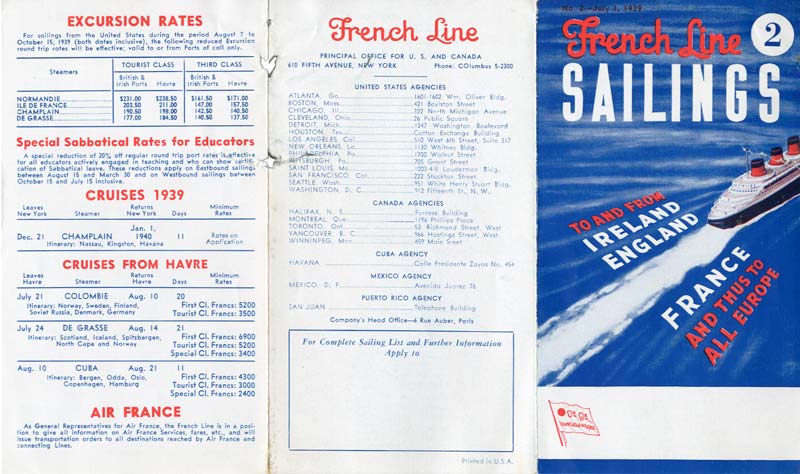 EXCURSION RATES
For sailings from the United States during the period August 7 to
October 15, 1939 (both dates inclusive), the following reduced Excursion
round trip rates will be effective; valid to or from Ports of call only.
TOURIST CLASS THIRD CLASS
Steamers British & Irish Ports Havre British & Irish Ports Havre
NORMANDIE $231.00 $238.50 $161.50 $171.00
ILE DE FRANCE 203.50 211.00 147.00 157.50
CHAMPLAIN 190.50 198.00 142.50 140.50
DE GRASSE 177.00 184.50 140.50 137.50
Special Sabbatical Rates for Educators
A special reduction of 20% off regular round trip port rates is effective
for all educators actively engaged in teaching and who can show certifi-
cation of Sabbatical leave. These reductions apply on Eastbound sailings
between August 15 and March 30 and on Westbound sailings between
October 15 and July 15 inclusive.
CRUISES 1939
Leaves New York Steamer Returns New York Days Minimum Rates
Dec. 21 CHAMPLAIN Jan. 1, 1940 11 Rates on Application
Itinerary: Nassau, Kingston, Havana
CRUISES FROM HAVRE
Leaves Havre Steamer Returns Havre Days Minimum Rates
July 21 COLOMBIE Aug. 10 20
Itinerary: Norway, Sweden, Finland, First Cl. Francs: 5200
Soviet Russia, Denmark, Germany Tourist Cl. Francs: 3500
July 24 DE GRASSE Aug. 14 21
Itinerary: Scotland, Iceland, Spitzbergen, First Cl. Francs: 6900
North Cape and Norway Tourist Cl. Francs: 5200
Special Cl. Francs: 3400
Aug. 10 CUBA Aug. 21 11
Itinerary: Bergen, Odda, Oslo, First Cl. Francs: 4300
Copenhagen, Hamburg Tourist Cl. Francs: 3000
Special Cl. Francs: 2400
AIR FRANCE
As General Representatives for Air France, the French Line is in a posi-
tion to give all information on Air France Services, fares, etc., and will
issue transportation orders to all destinations reached by Air France and
connecting Lines.
French Line
PRINCIPAL OFFICE FOR U. S. AND CANADA
610 FIFTH AVENUE, NEW YORK Phone: COlumbus 5-2300
UNITED STATES AGENCIES
ATLANTA, Ga. 1601-1602 Wm. Oliver Bldg.
BOSTON, Mass. 421 Boylston Street
CHICAGO, Ill. 322 North Michigan Avenue
CLEVELAND, Ohio 26 Public Square
DETROIT, Mich. 1247 Washington Boulevard
HOUSTON, Tex. Cotton Exchange Building
LOS ANGELES, Cal. 510 West 6th Street, Suite 317
NEW ORLEANS, La. 1130 Whitney Bldg.
PHILADELPHIA, Pa. 1700 Walnut Street
PITTSBURGH, Pa. 705 Grant Street
SAINT LOUIS, Mo. 1003-4-5 Louderman Bldg.
SAN FRANCISCO, Cal. 222 Stockton Street
SEATTLE, Wash. 951 White Henry Stuart Bldg.
WASHINGTON, D. C. 112 Fifteenth St., N. W.
CANADA AGENCIES
HALIFAX, N. S. Furness Building
MONTREAL, Que. 1196 Phillips Place
TORONTO, Ont. 53 Richmond Street, West
VANCOUVER, B. C. 966 Hastings Street, West
WINNIPEG, Man. 459 Main Street
CUBA AGENCY
HAVANA Calle Presidente Zayas No. 454
MEXICO AGENCY
MEXICO, D. F. Avenida Juarez 76
PUERTO RICO AGENCY
SAN JUAN Telephone Building
Company's Head Office—6 Rue Auber, Paris
For Complete Sailing List and Further Information
Apply to
Printed in U.S.A.
No. 2—July 3, 1939
French Line 2
SAILINGS
TO AND FROM
IRELAND
ENGLAND
FRANCE
AND THUS TO
ALL EUROPE
Cie Gle
TRANSATLANTIQUE